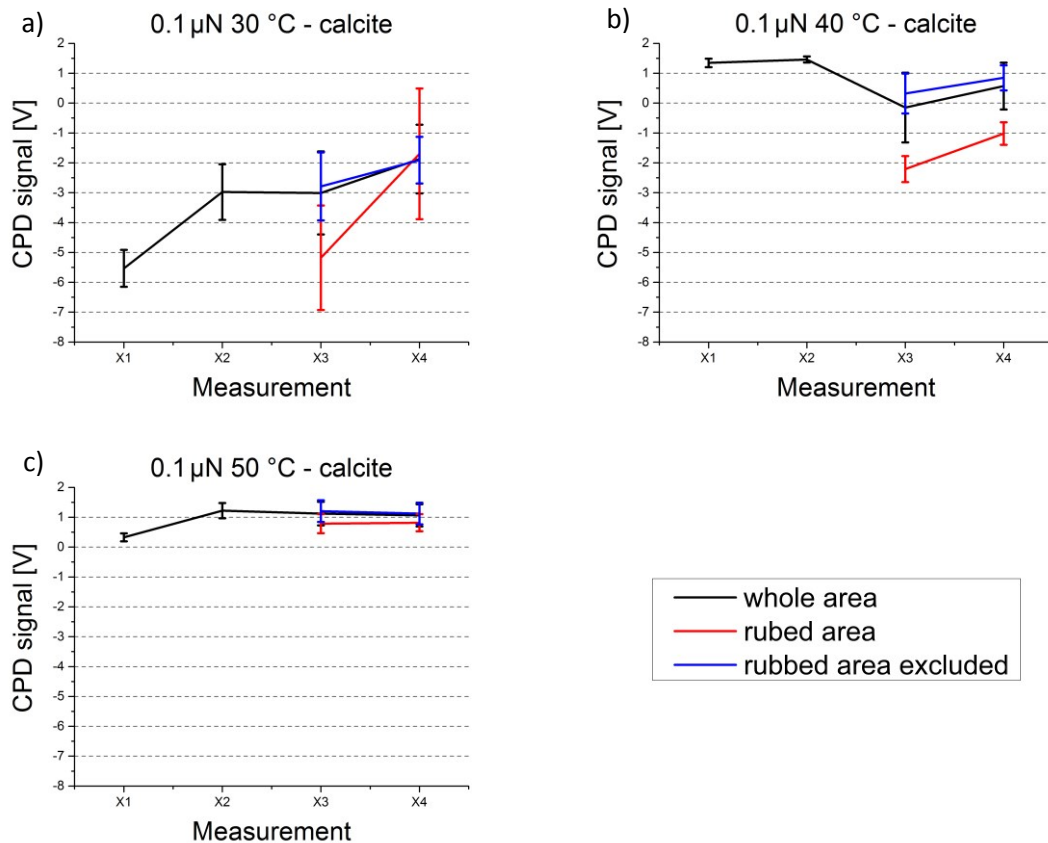 a)
0.1 µN 30 °C - calcite
CPD signal [V]
2
1
0
-1
-2
-3
-4
-5
-6
-7
-8
X1 X2 X3 X4
Measurement
b)
0.1 µN 40 °C - calcite
CPD signal [V]
2
1
0
-1
-2
-3
-4
-5
-6
-7
-8
X1 X2 X3 X4
Measurement
c)
0.1 µN 50 °C - calcite
CPD signal [V]
2
1
0
-1
-2
-3
-4
-5
-6
-7
-8
X1 X2 X3 X4
Measurement
whole area
rubed area
rubbed area excluded